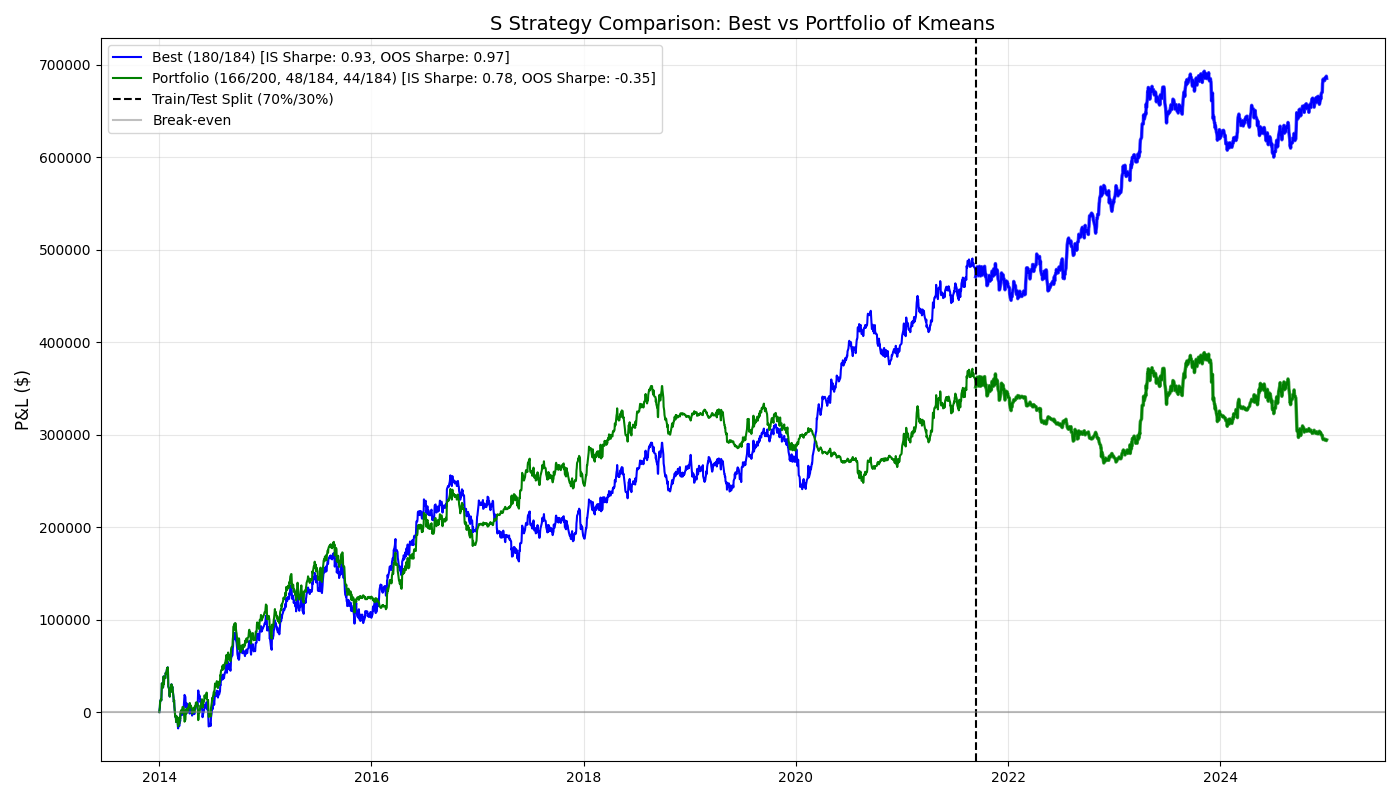 S Strategy Comparison: Best vs Portfolio of Kmeans
Best (180/184) [IS Sharpe: 0.93, OOS Sharpe: 0.97]
Portfolio (166/200, 48/184, 44/184) [IS Sharpe: 0.78, OOS Sharpe: -0.35]
Train/Test Split (70%/30%)
Break-even
P&L ($)
700000
600000
500000
400000
300000
200000
100000
0
2014
2016
2018
2020
2022
2024